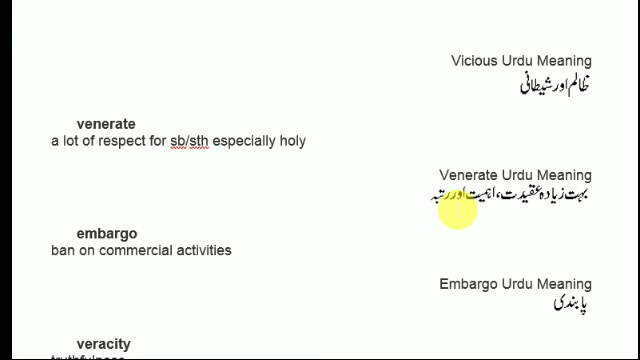 Vicious Urdu Meaning
ظالم اور شیطانی
venerate
a lot of respect for sb/sth especially holy
Venerate Urdu Meaning
بہت زیادہ عقیدت، اہمیت اور رتبہ
embargo
ban on commercial activities
Embargo Urdu Meaning
پابندی
veracity
truthfulness